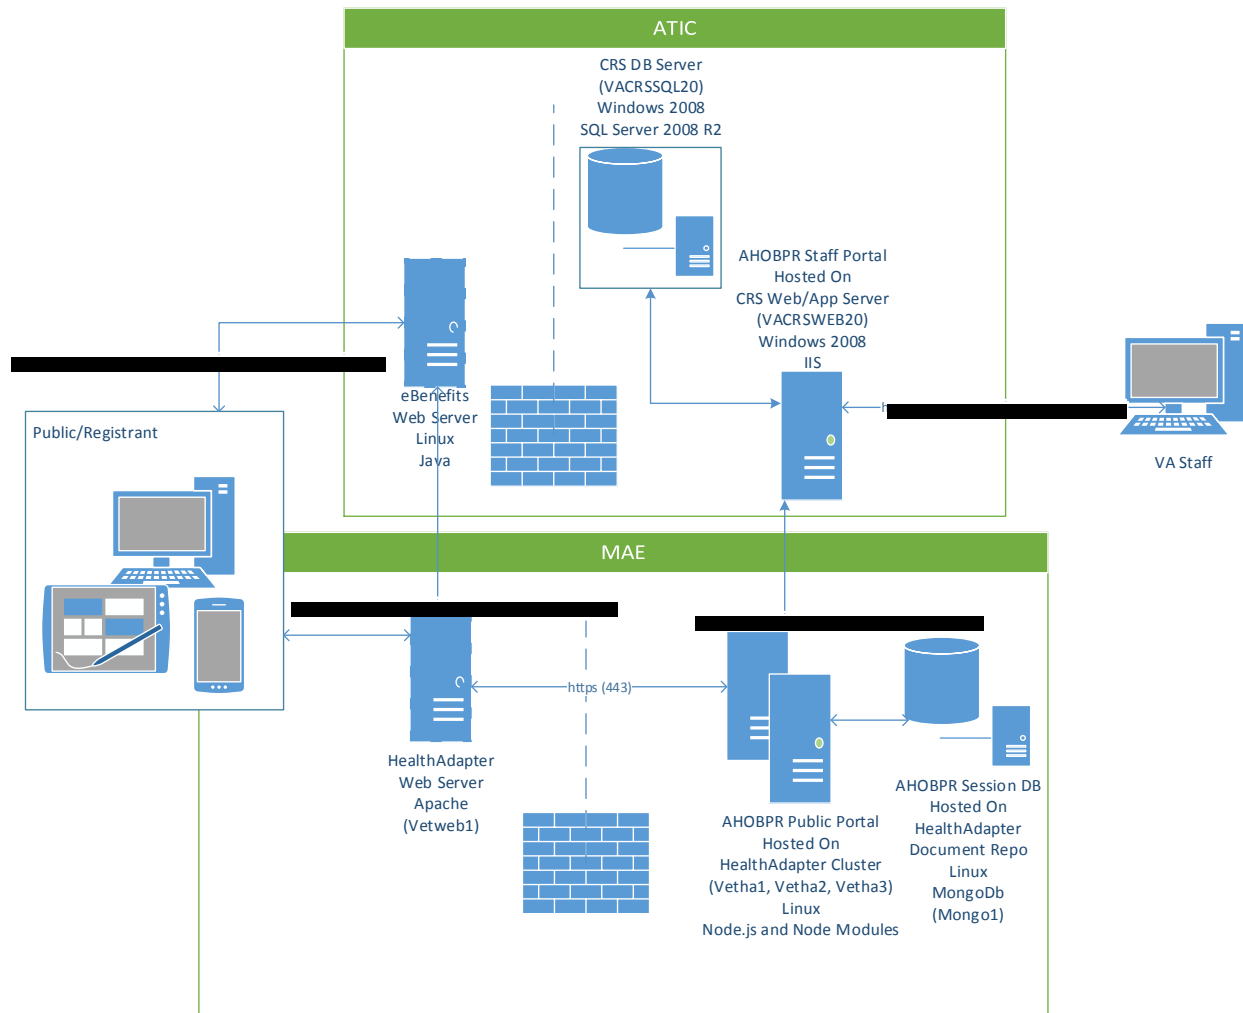 ATIC
CRS DB Server
(VACRSSQL20)
Windows 2008
SQL Server 2008 R2
AHOBPR Staff Portal
Hosted On
CRS Web/App Server
(VACRSWEB20)
Windows 2008
IIS
eBenefits
Web Server
Linux
Java
Public/Registrant
VA Staff
MAE
https (443)
HealthAdapter
Web Server
Apache
(Vetweb1)
AHOBPR Public Portal
Hosted On
HealthAdapter Cluster
(Vetha1, Vetha2, Vetha3)
Linux
Node.js and Node Modules
AHOBPR Session DB
Hosted On
HealthAdapter
Document Repo
Linux
MongoDb
(Mongo1)